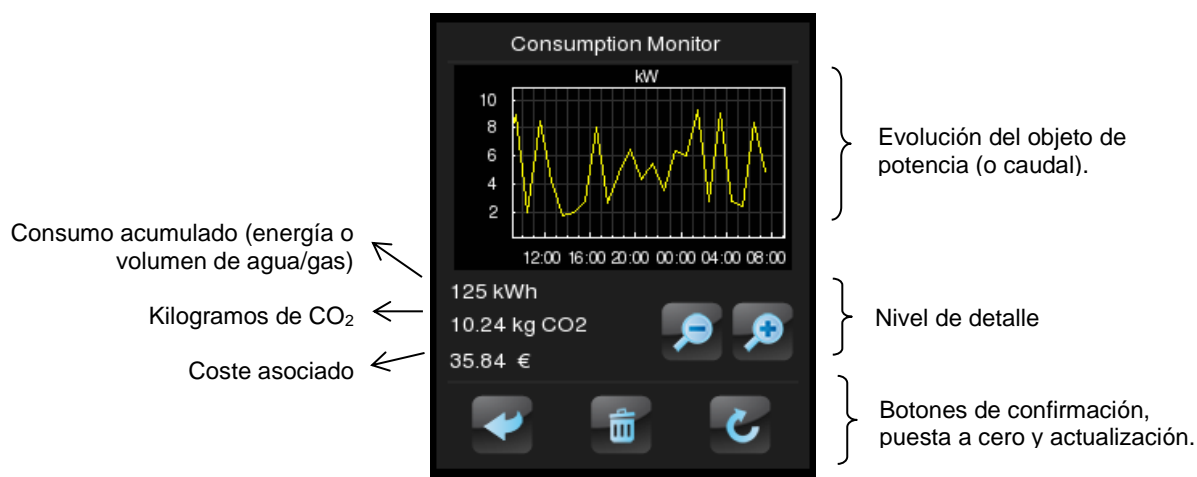 Consumption Monitor
kW
10
8
6
4
2
12:00 16:00 20:00 00:00 04:00 08:00
125 kWh
10.24 kg CO2
35.84 €
Consumo acumulado (energía o
volumen de agua/gas)
Kilogramos de CO₂
Coste asociado
Evolución del objeto de
potencia (o caudal).
Nivel de detalle
Botones de confirmación,
puesta a cero y actualización.